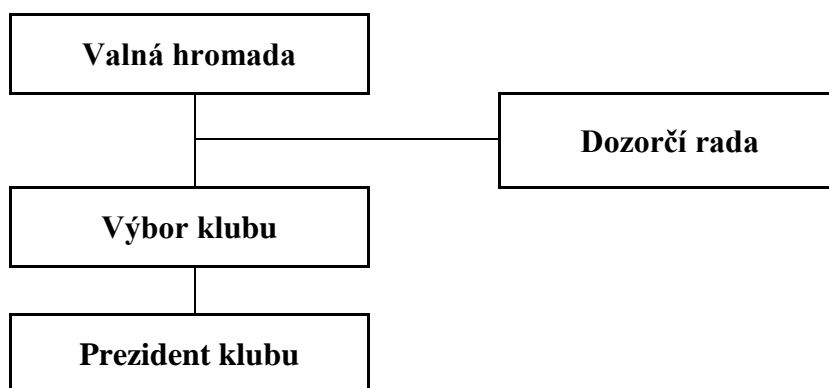 Valná hromada
Dozorčí rada
Výbor klubu
Prezident klubu